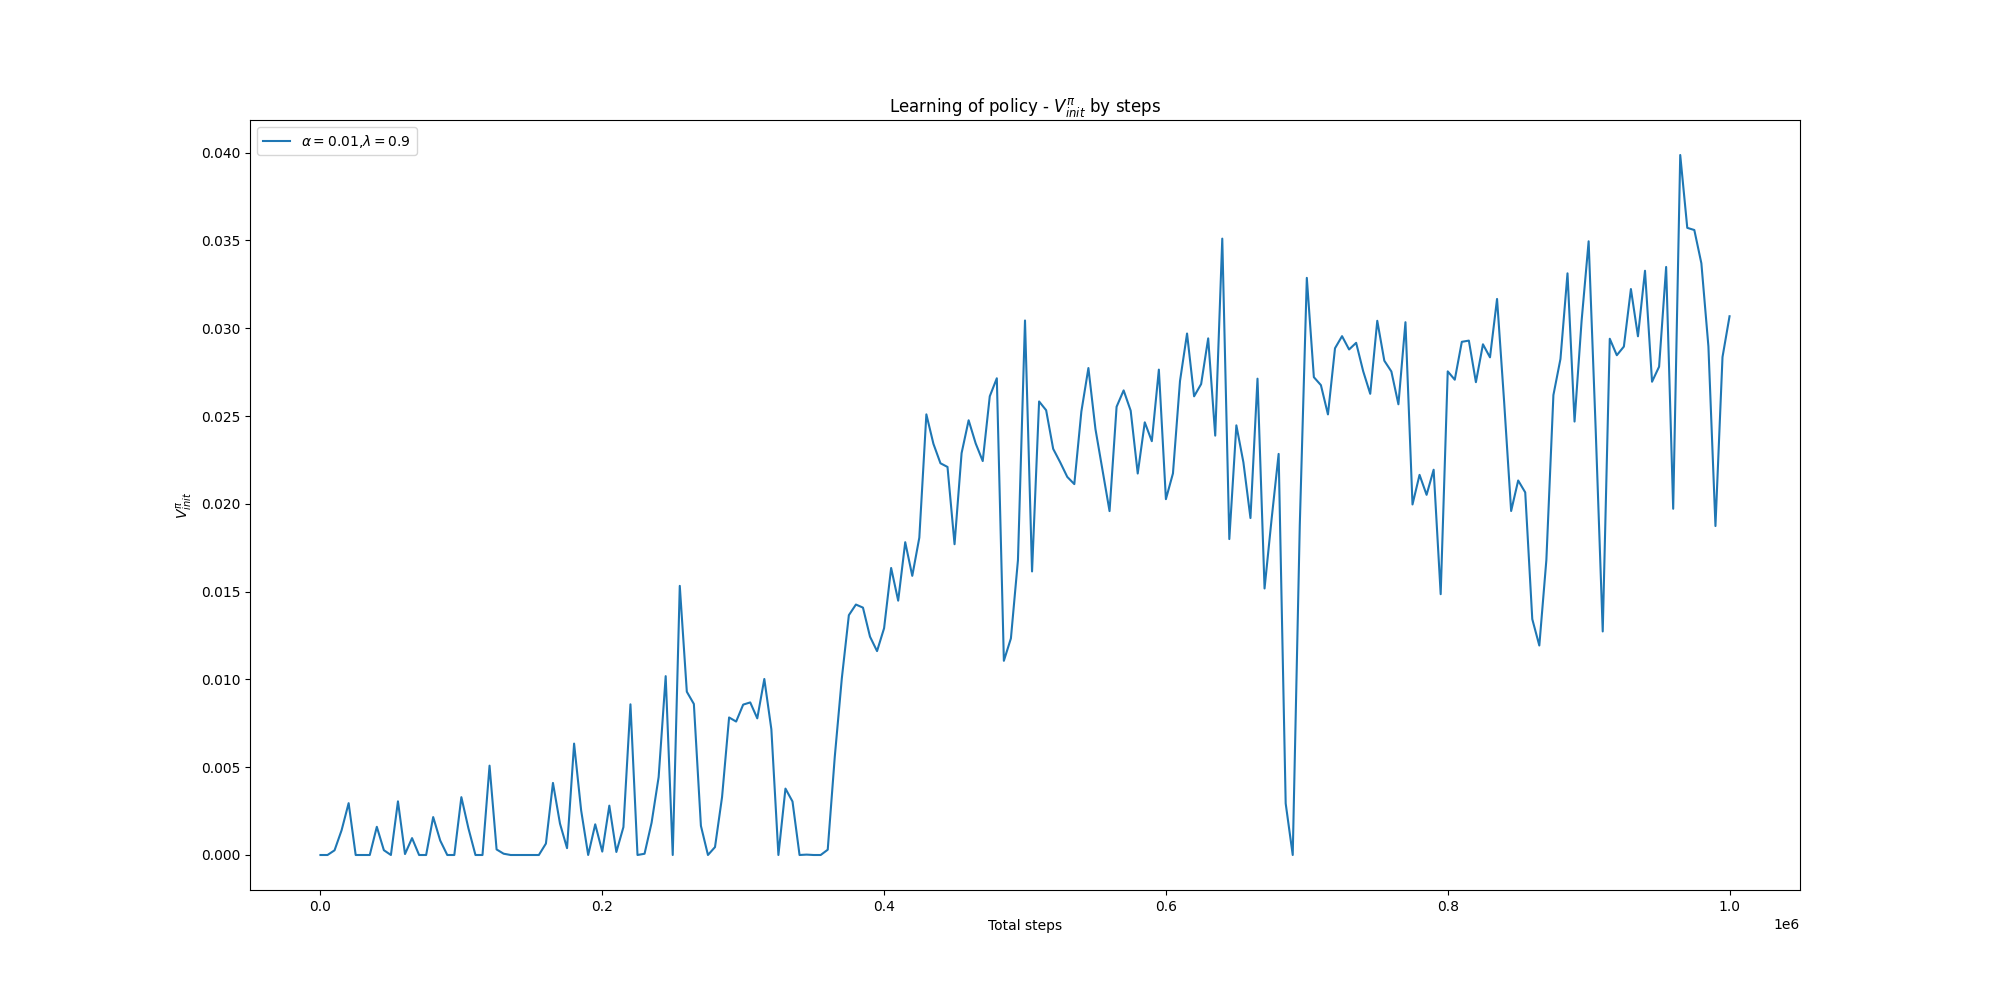 Learning of policy - $V_{init}^{\pi}$ by steps
α = 0.01,λ = 0.9
0.040
0.035
0.030
0.025
0.020
0.015
0.010
0.005
0.000
$V_{init}^{\pi}$
0.0 0.2 0.4 0.6 0.8 1.0
Total steps
1e6